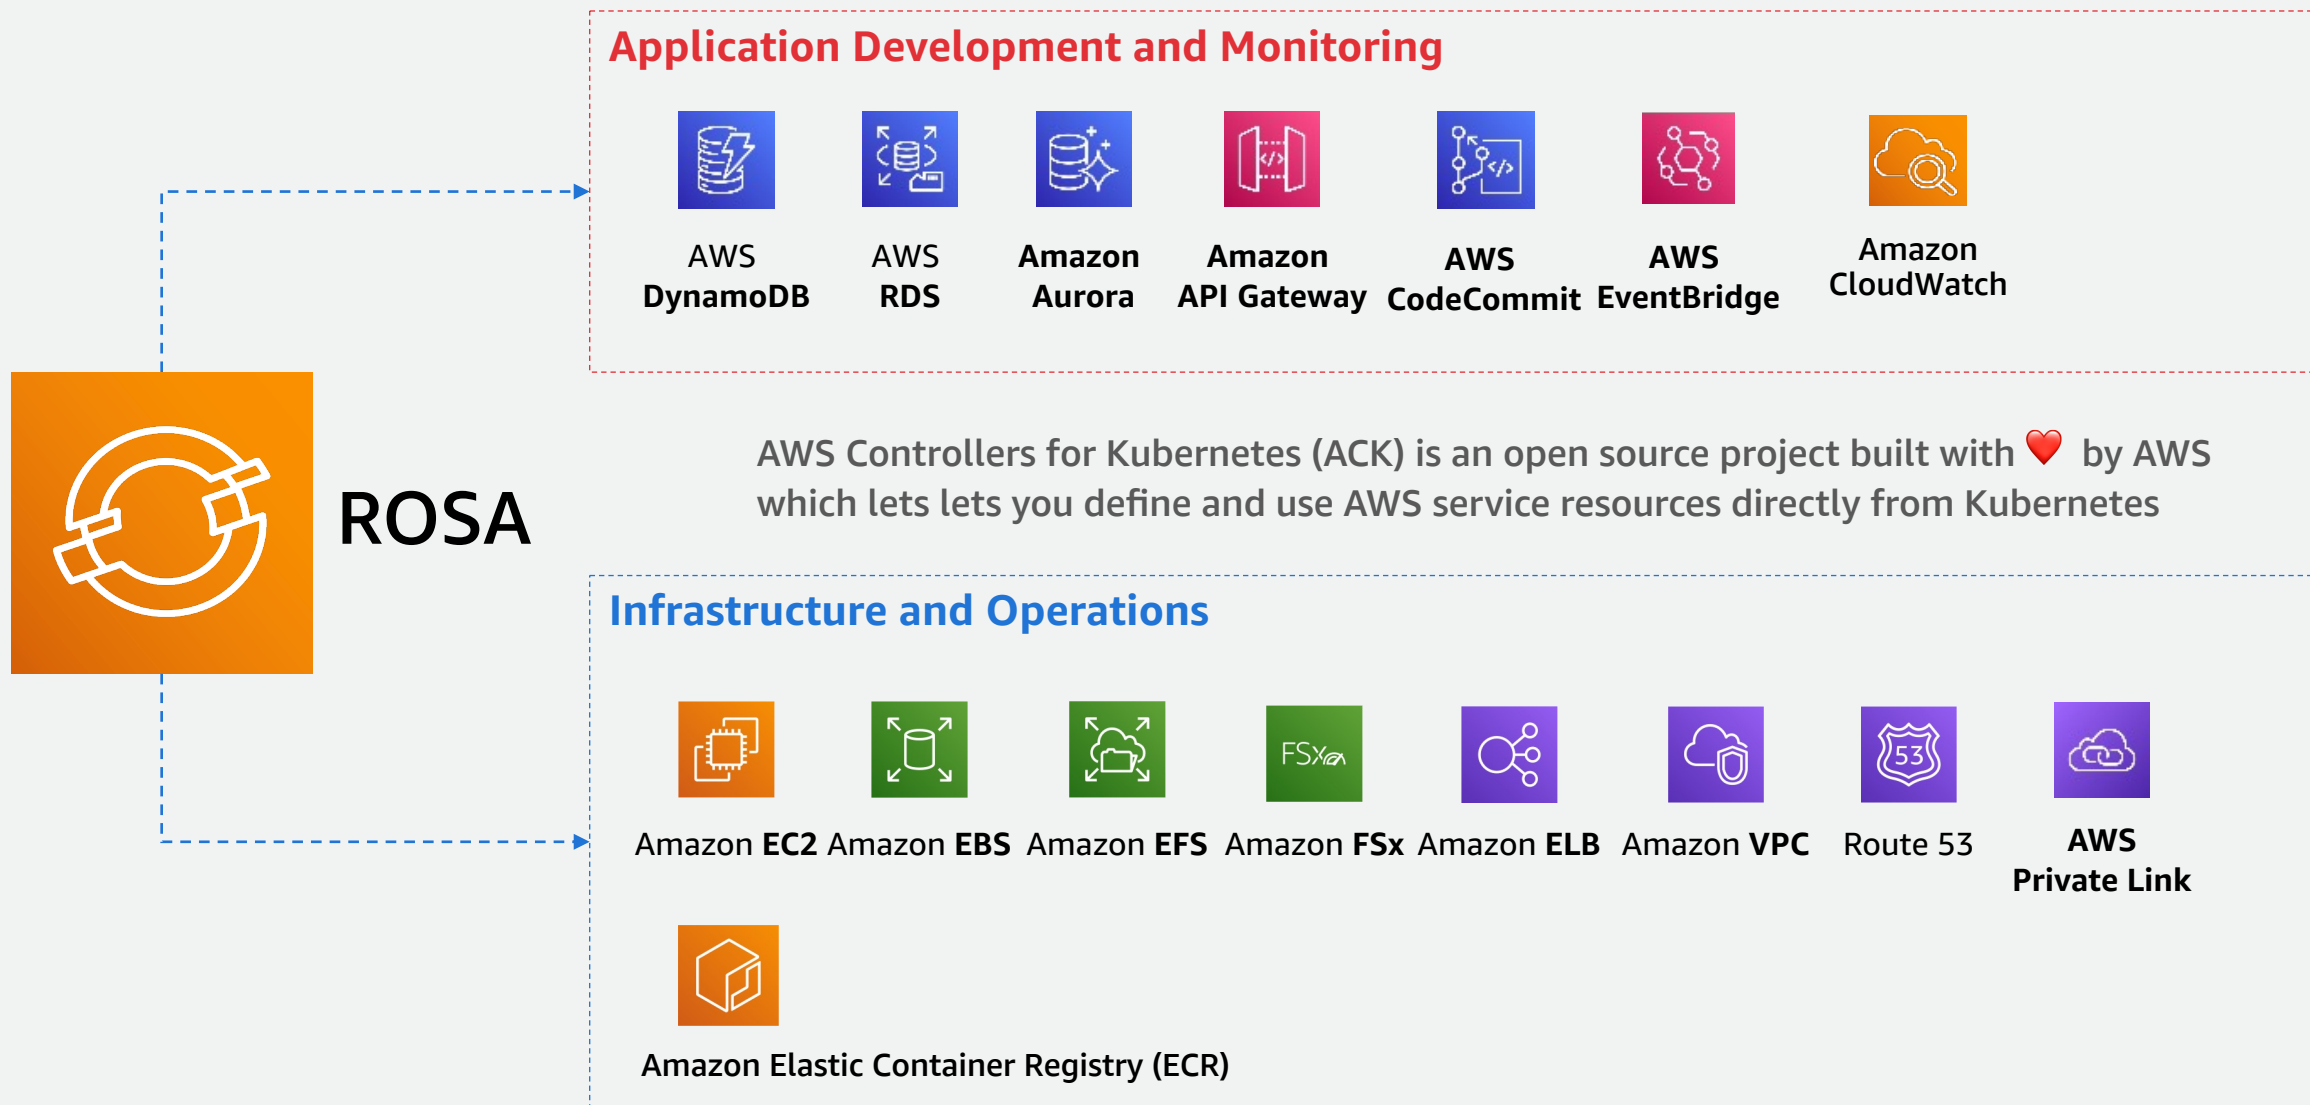 Application Development and Monitoring
AWS
DynamoDB
AWS
RDS
Amazon
Aurora
Amazon
API Gateway
AWS
CodeCommit
AWS
EventBridge
Amazon
CloudWatch
ROSA
AWS Controllers for Kubernetes (ACK) is an open source project built with ❤️ by AWS
which lets lets you define and use AWS service resources directly from Kubernetes
Infrastructure and Operations
FSx
53
Amazon EC2
Amazon EBS
Amazon EFS
Amazon FSx
Amazon ELB
Amazon VPC
Route 53
AWS
Private Link
Amazon Elastic Container Registry (ECR)